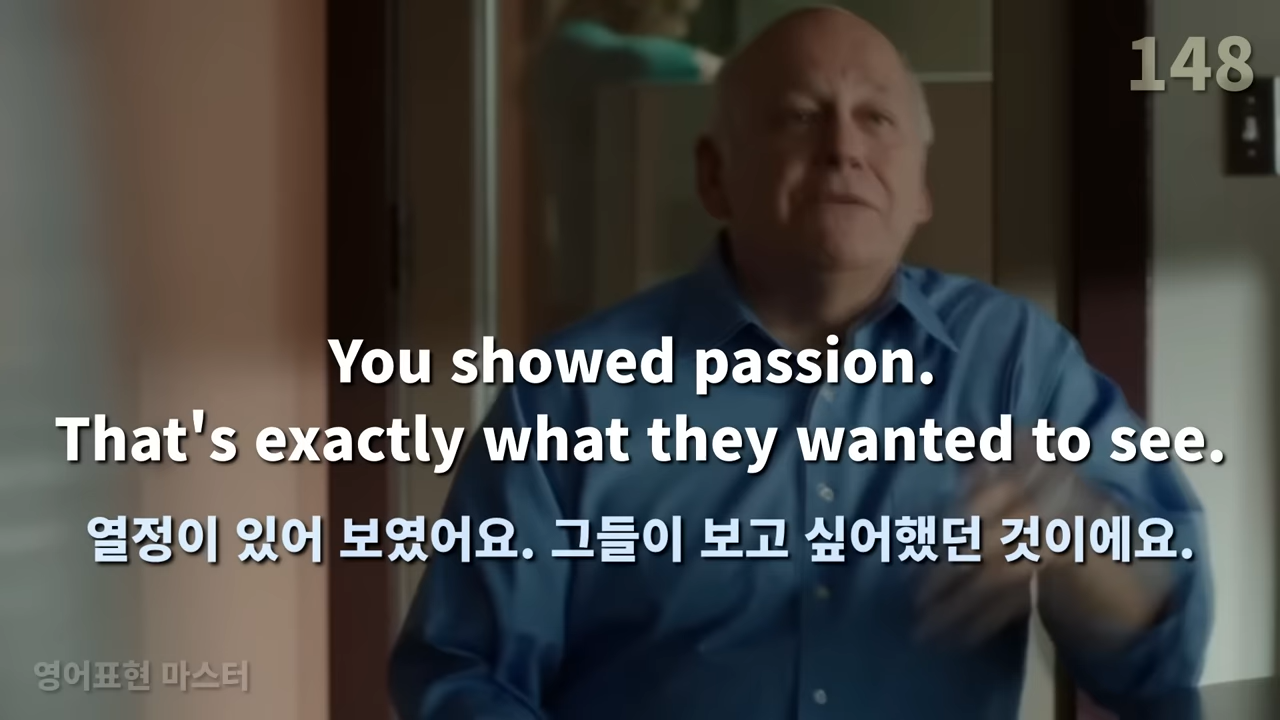 148
You showed passion.
That's exactly what they wanted to see.
열정이 있어 보였어요. 그들이 보고 싶어했던 것이에요.
영어표현 마스터